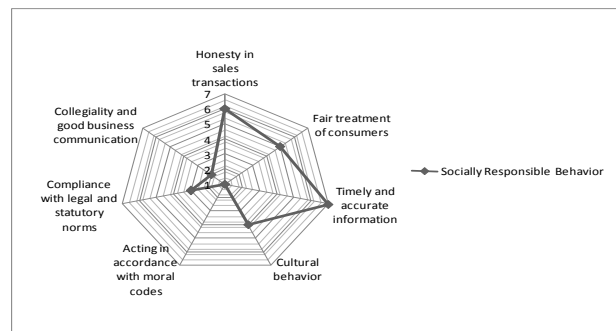 Honesty in
sales
transactions
7
6
5
4
3
2
1
Fair treatment
of consumers
Timely and
accurate
information
Cultural
behavior
Acting in
accordance
with moral
codes
Compliance
with legal and
statutory
norms
Collegiality and
good business
communication
Socially Responsible Behavior